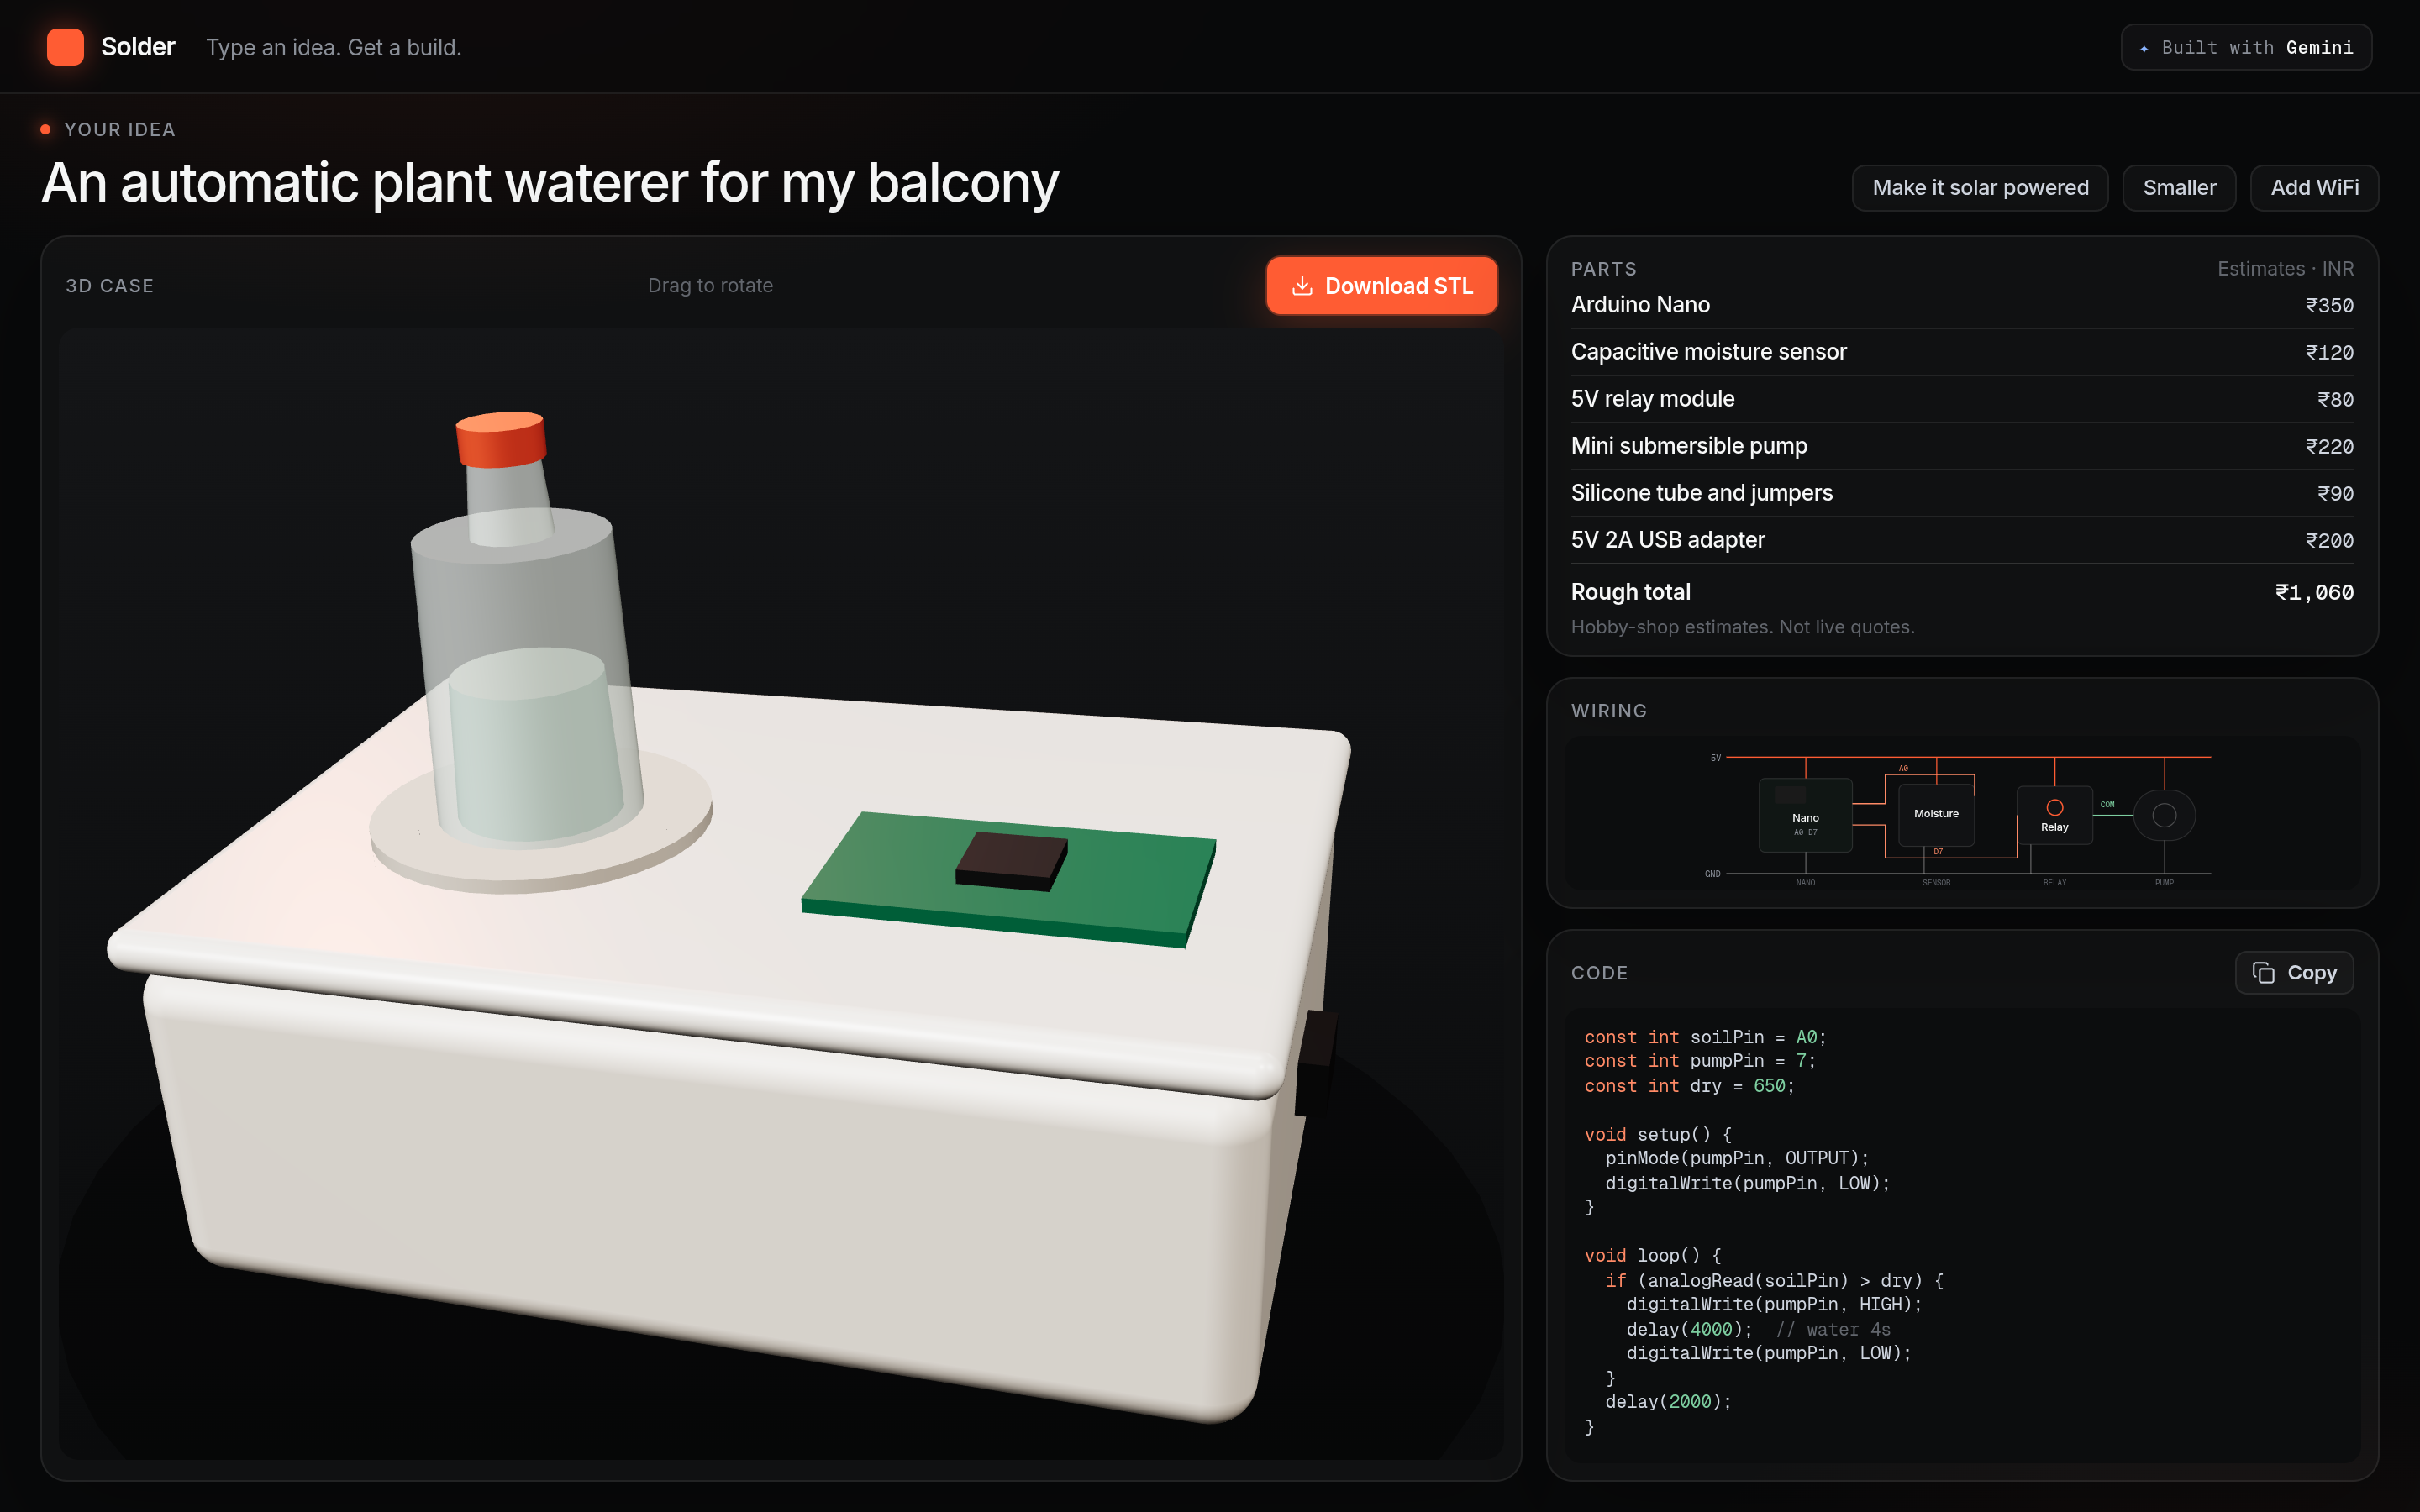 Solder
Type an idea. Get a build.
✦ Built with Gemini
YOUR IDEA
An automatic plant waterer for my balcony
Make it solar powered
Smaller
Add WiFi
3D CASE
Drag to rotate
Download STL
PARTS
Estimates · INR
Arduino Nano ₹350
Capacitive moisture sensor ₹120
5V relay module ₹80
Mini submersible pump ₹220
Silicone tube and jumpers ₹90
5V 2A USB adapter ₹200
Rough total ₹1,060
Hobby-shop estimates. Not live quotes.
WIRING
5V
A0
Nano
A0 D7
Moisture
Relay
COM
D7
GND
NANO
SENSOR
RELAY
PUMP
CODE
Copy
const int soilPin = A0;
const int pumpPin = 7;
const int dry = 650;
void setup() {
  pinMode(pumpPin, OUTPUT);
  digitalWrite(pumpPin, LOW);
}
void loop() {
  if (analogRead(soilPin) > dry) {
    digitalWrite(pumpPin, HIGH);
    delay(4000);  // water 4s
    digitalWrite(pumpPin, LOW);
  }
  delay(2000);
}